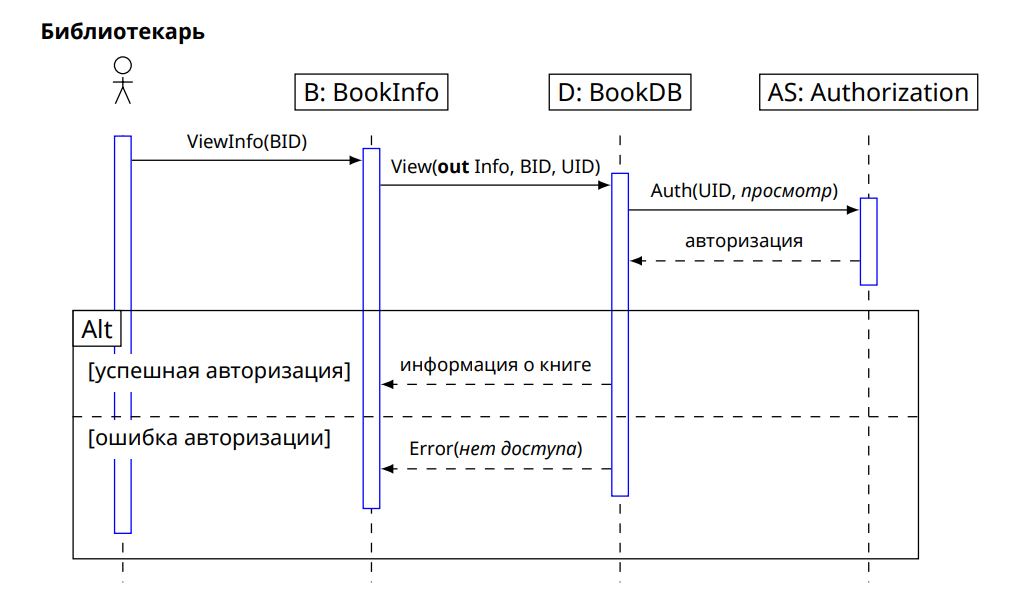 Библиотекарь
B: BookInfo
D: BookDB
AS: Authorization
ViewInfo(BID)
View(out Info, BID, UID)
Auth(UID, просмотр)
авторизация
Alt
информация о книге
[успешная авторизация]
[ошибка авторизации]
Error(нет доступа)